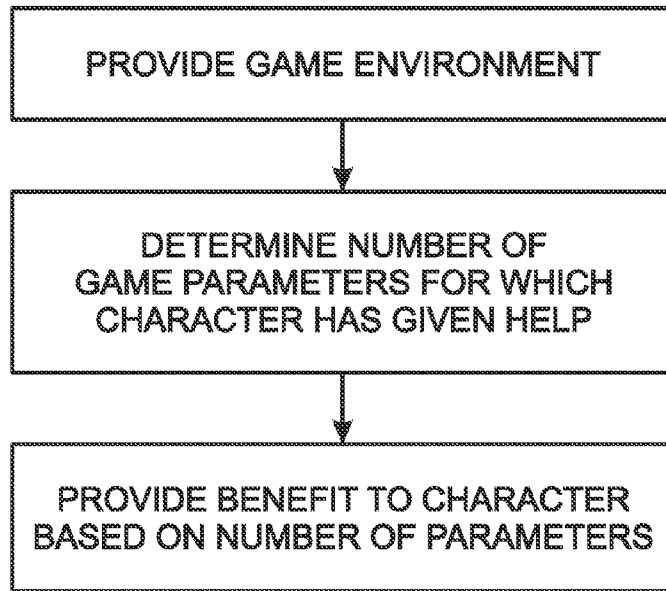 PROVIDE GAME ENVIRONMENT
DETERMINE NUMBER OF
GAME PARAMETERS FOR WHICH
CHARACTER HAS GIVEN HELP
PROVIDE BENEFIT TO CHARACTER
BASED ON NUMBER OF PARAMETERS